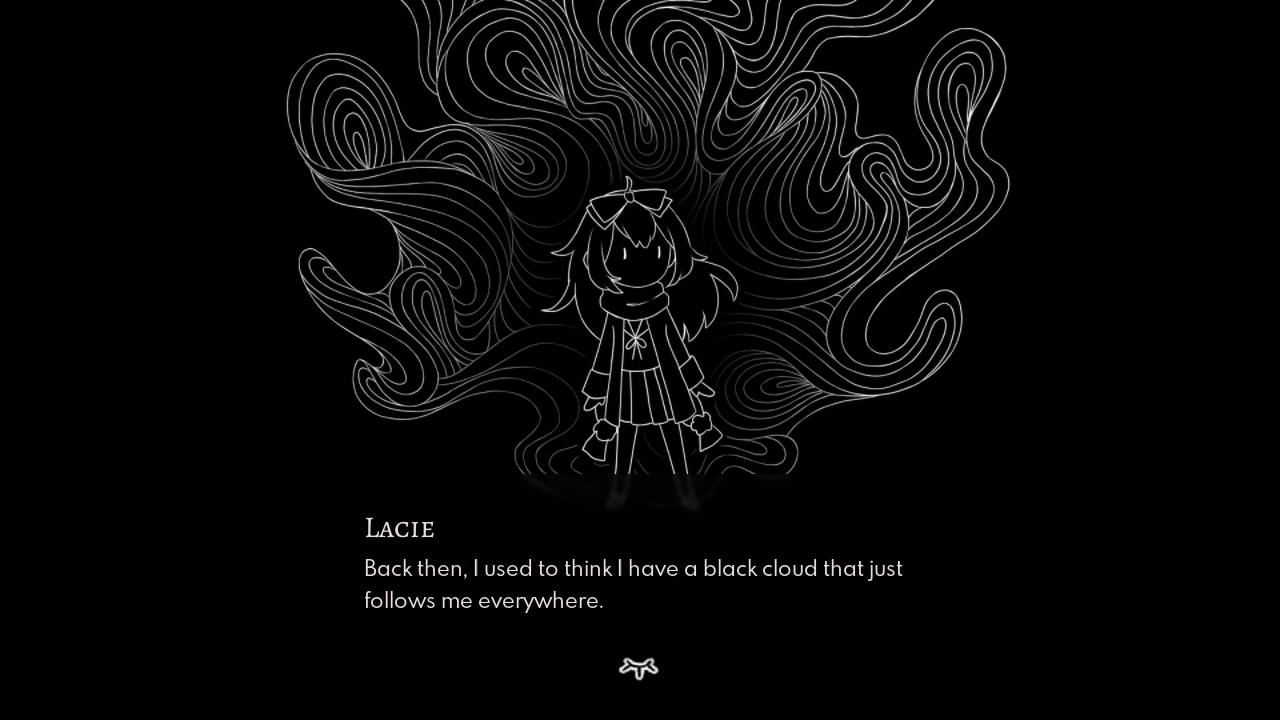 Lacie
Back then, I used to think I have a black cloud that just
follows me everywhere.